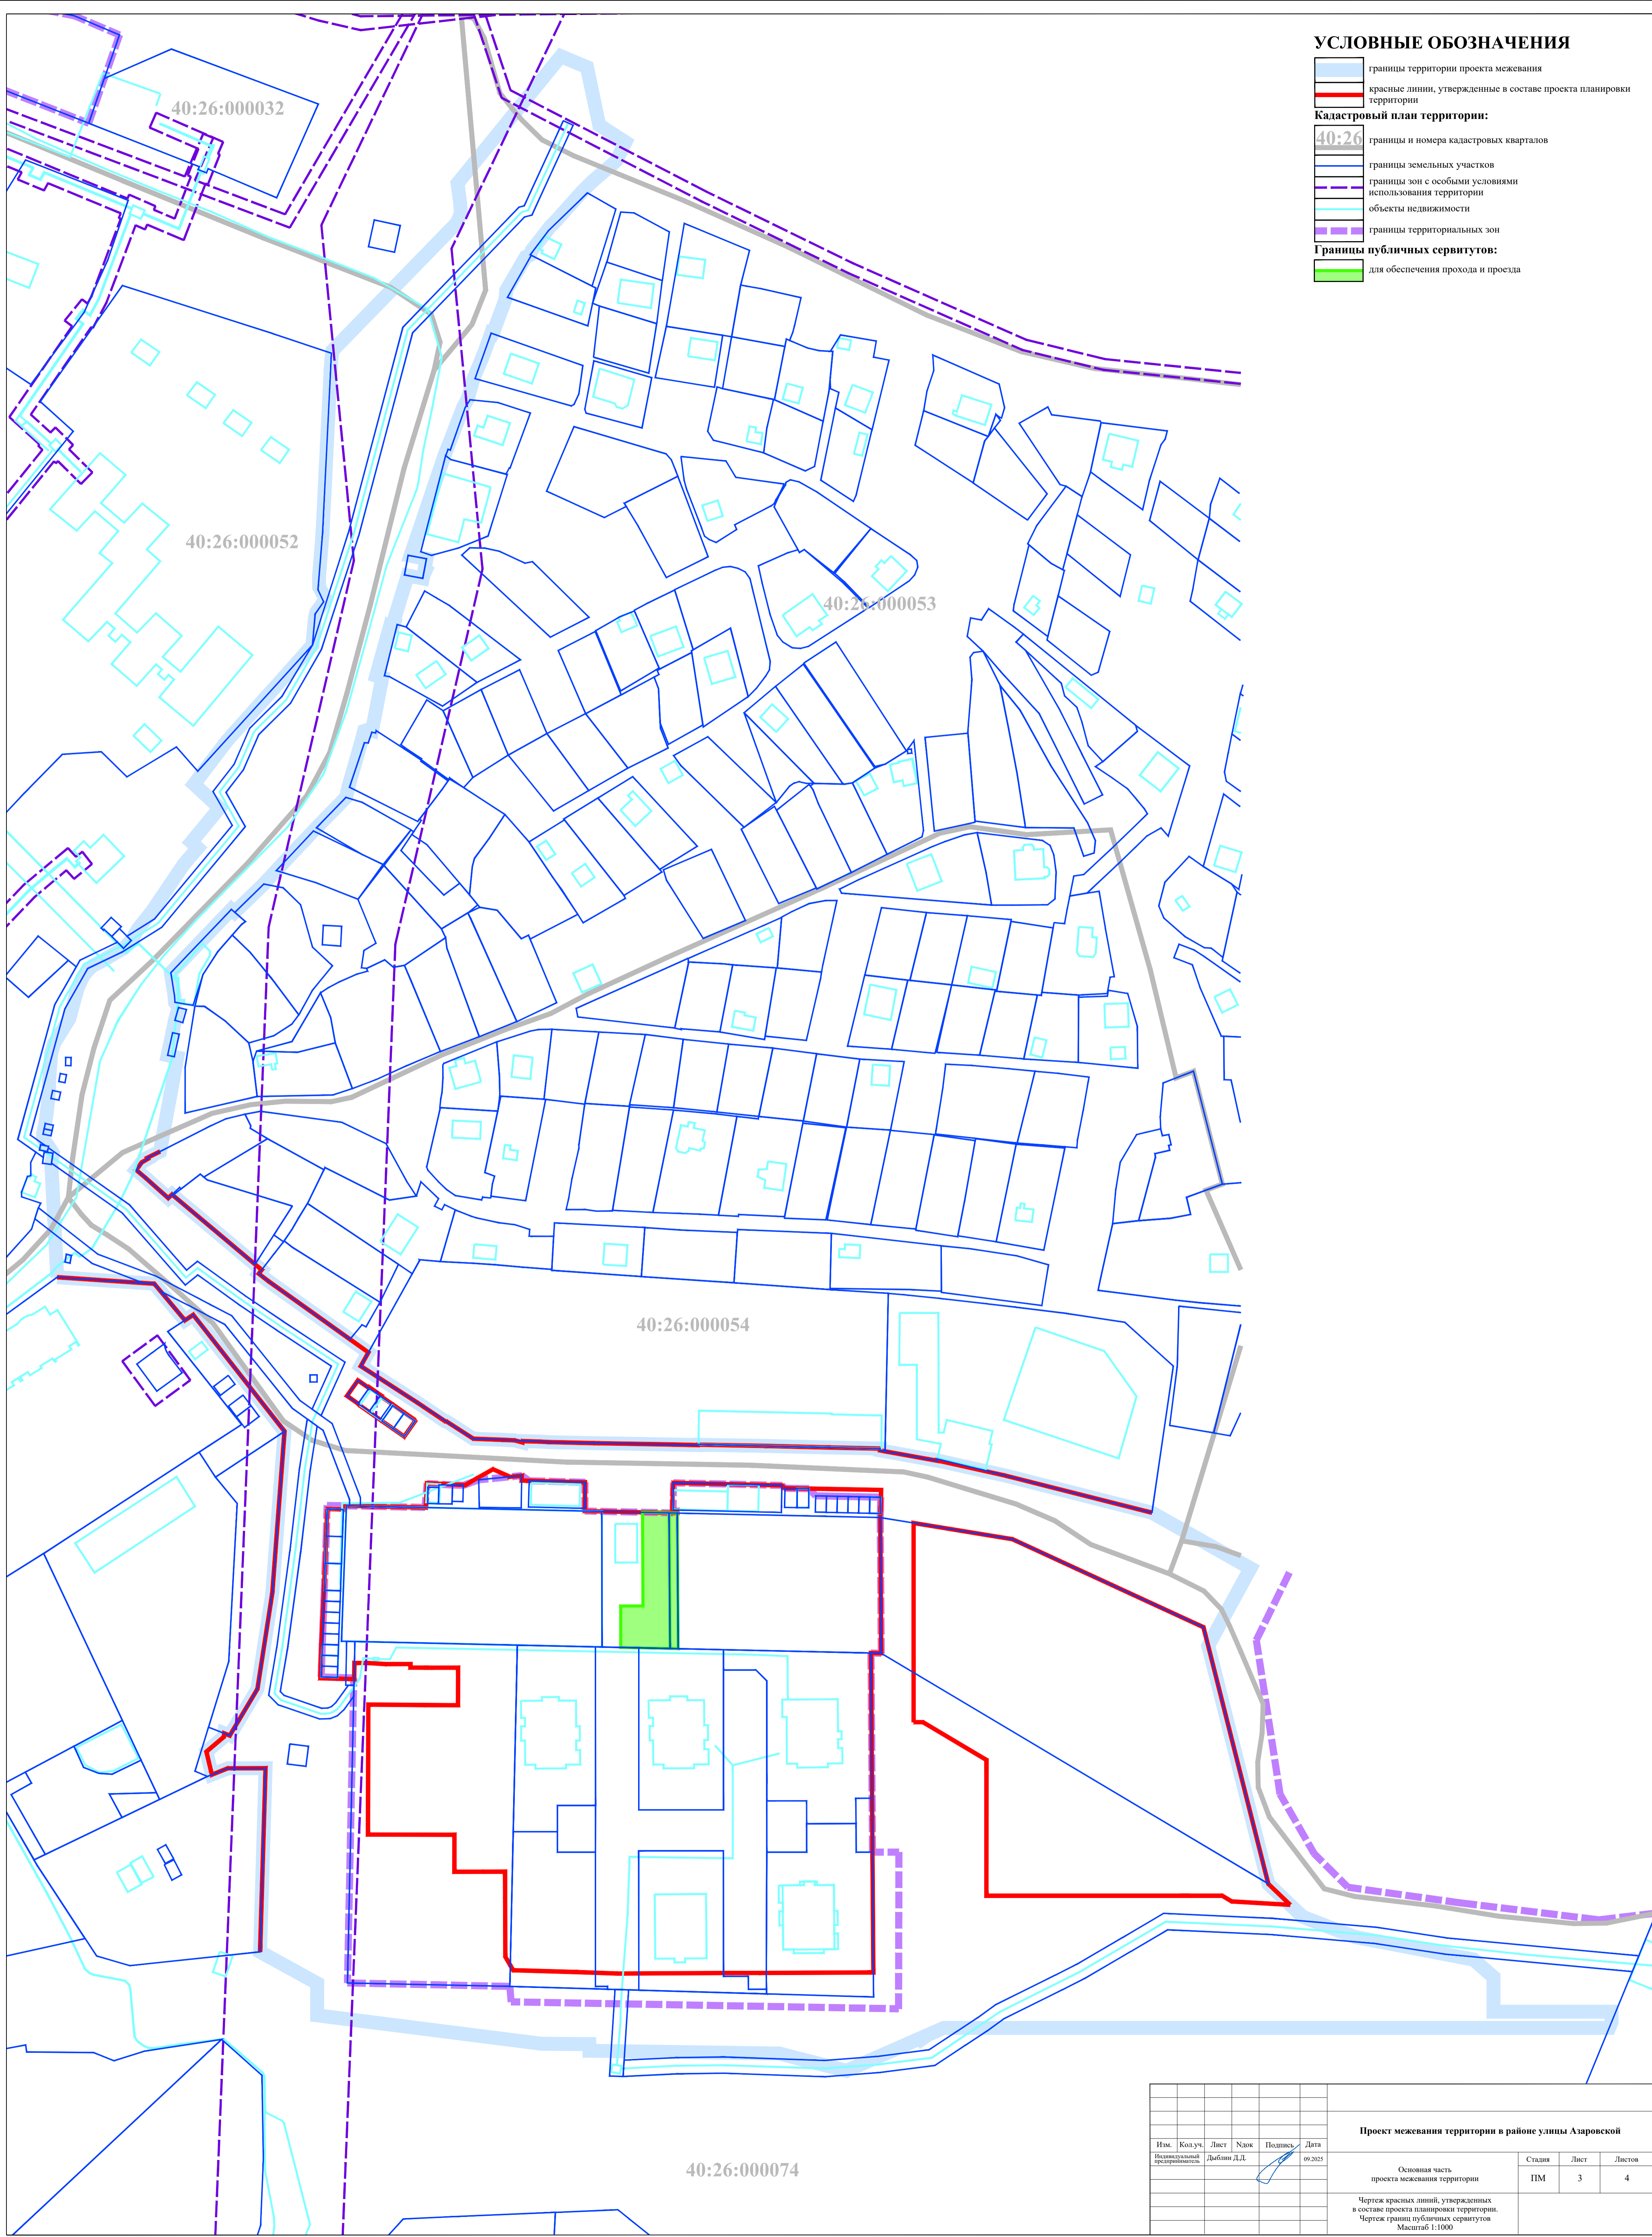 УСЛОВНЫЕ ОБОЗНАЧЕНИЯ
границы территории проекта межевания
красные линии, утвержденные в составе проекта планировки
территории
Кадастровый план территории:
40:26
границы и номера кадастровых кварталов
границы земельных участков
границы зон с особыми условиями
использования территории
объекты недвижимости
границы территориальных зон
Границы публичных сервитутов:
для обеспечения прохода и проезда
40:26:000032
40:26:000052
40:26:000053
40:26:000054
40:26:000074
Проект межевания территории в районе улицы Азаровской
Изм. Кол.уч. Лист Nдок Подпись Дата
Индивидуальный
предприниматель
Дыблин Д.Д. 09.2025
Основная часть
проекта межевания территории
Стадия Лист Листов
ПМ 3 4
Чертеж красных линий, утвержденных
в составе проекта планировки территории.
Чертеж границ публичных сервитутов
Масштаб 1:1000